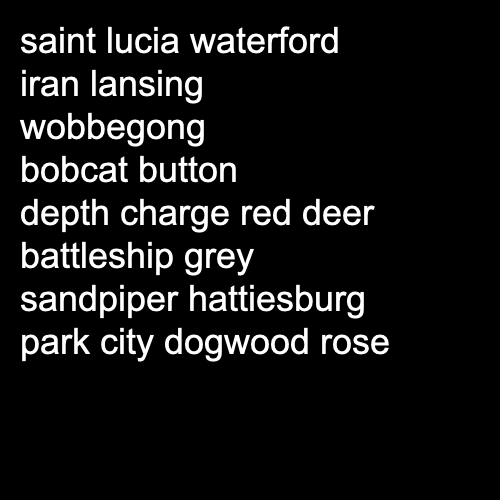 saint lucia waterford
iran lansing
wobbegong
bobcat button
depth charge red deer
battleship grey
sandpiper hattiesburg
park city dogwood rose